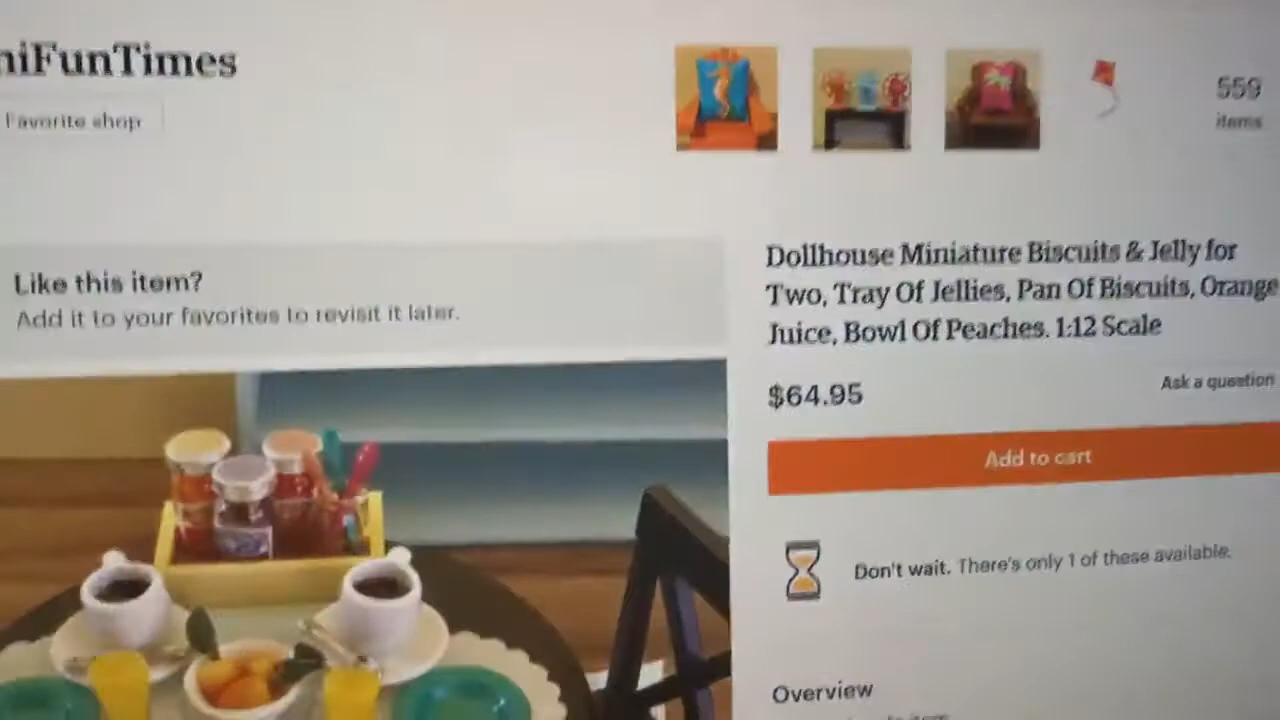 niFunTimes
Favorite shop
559
items
Like this item?
Add it to your favorites to revisit it later.
Dollhouse Miniature Biscuits & Jelly for
Two, Tray Of Jellies, Pan Of Biscuits, Orange
Juice, Bowl Of Peaches. 1:12 Scale
$64.95
Ask a question
Add to cart
Don't wait. There's only 1 of these available.
Overview